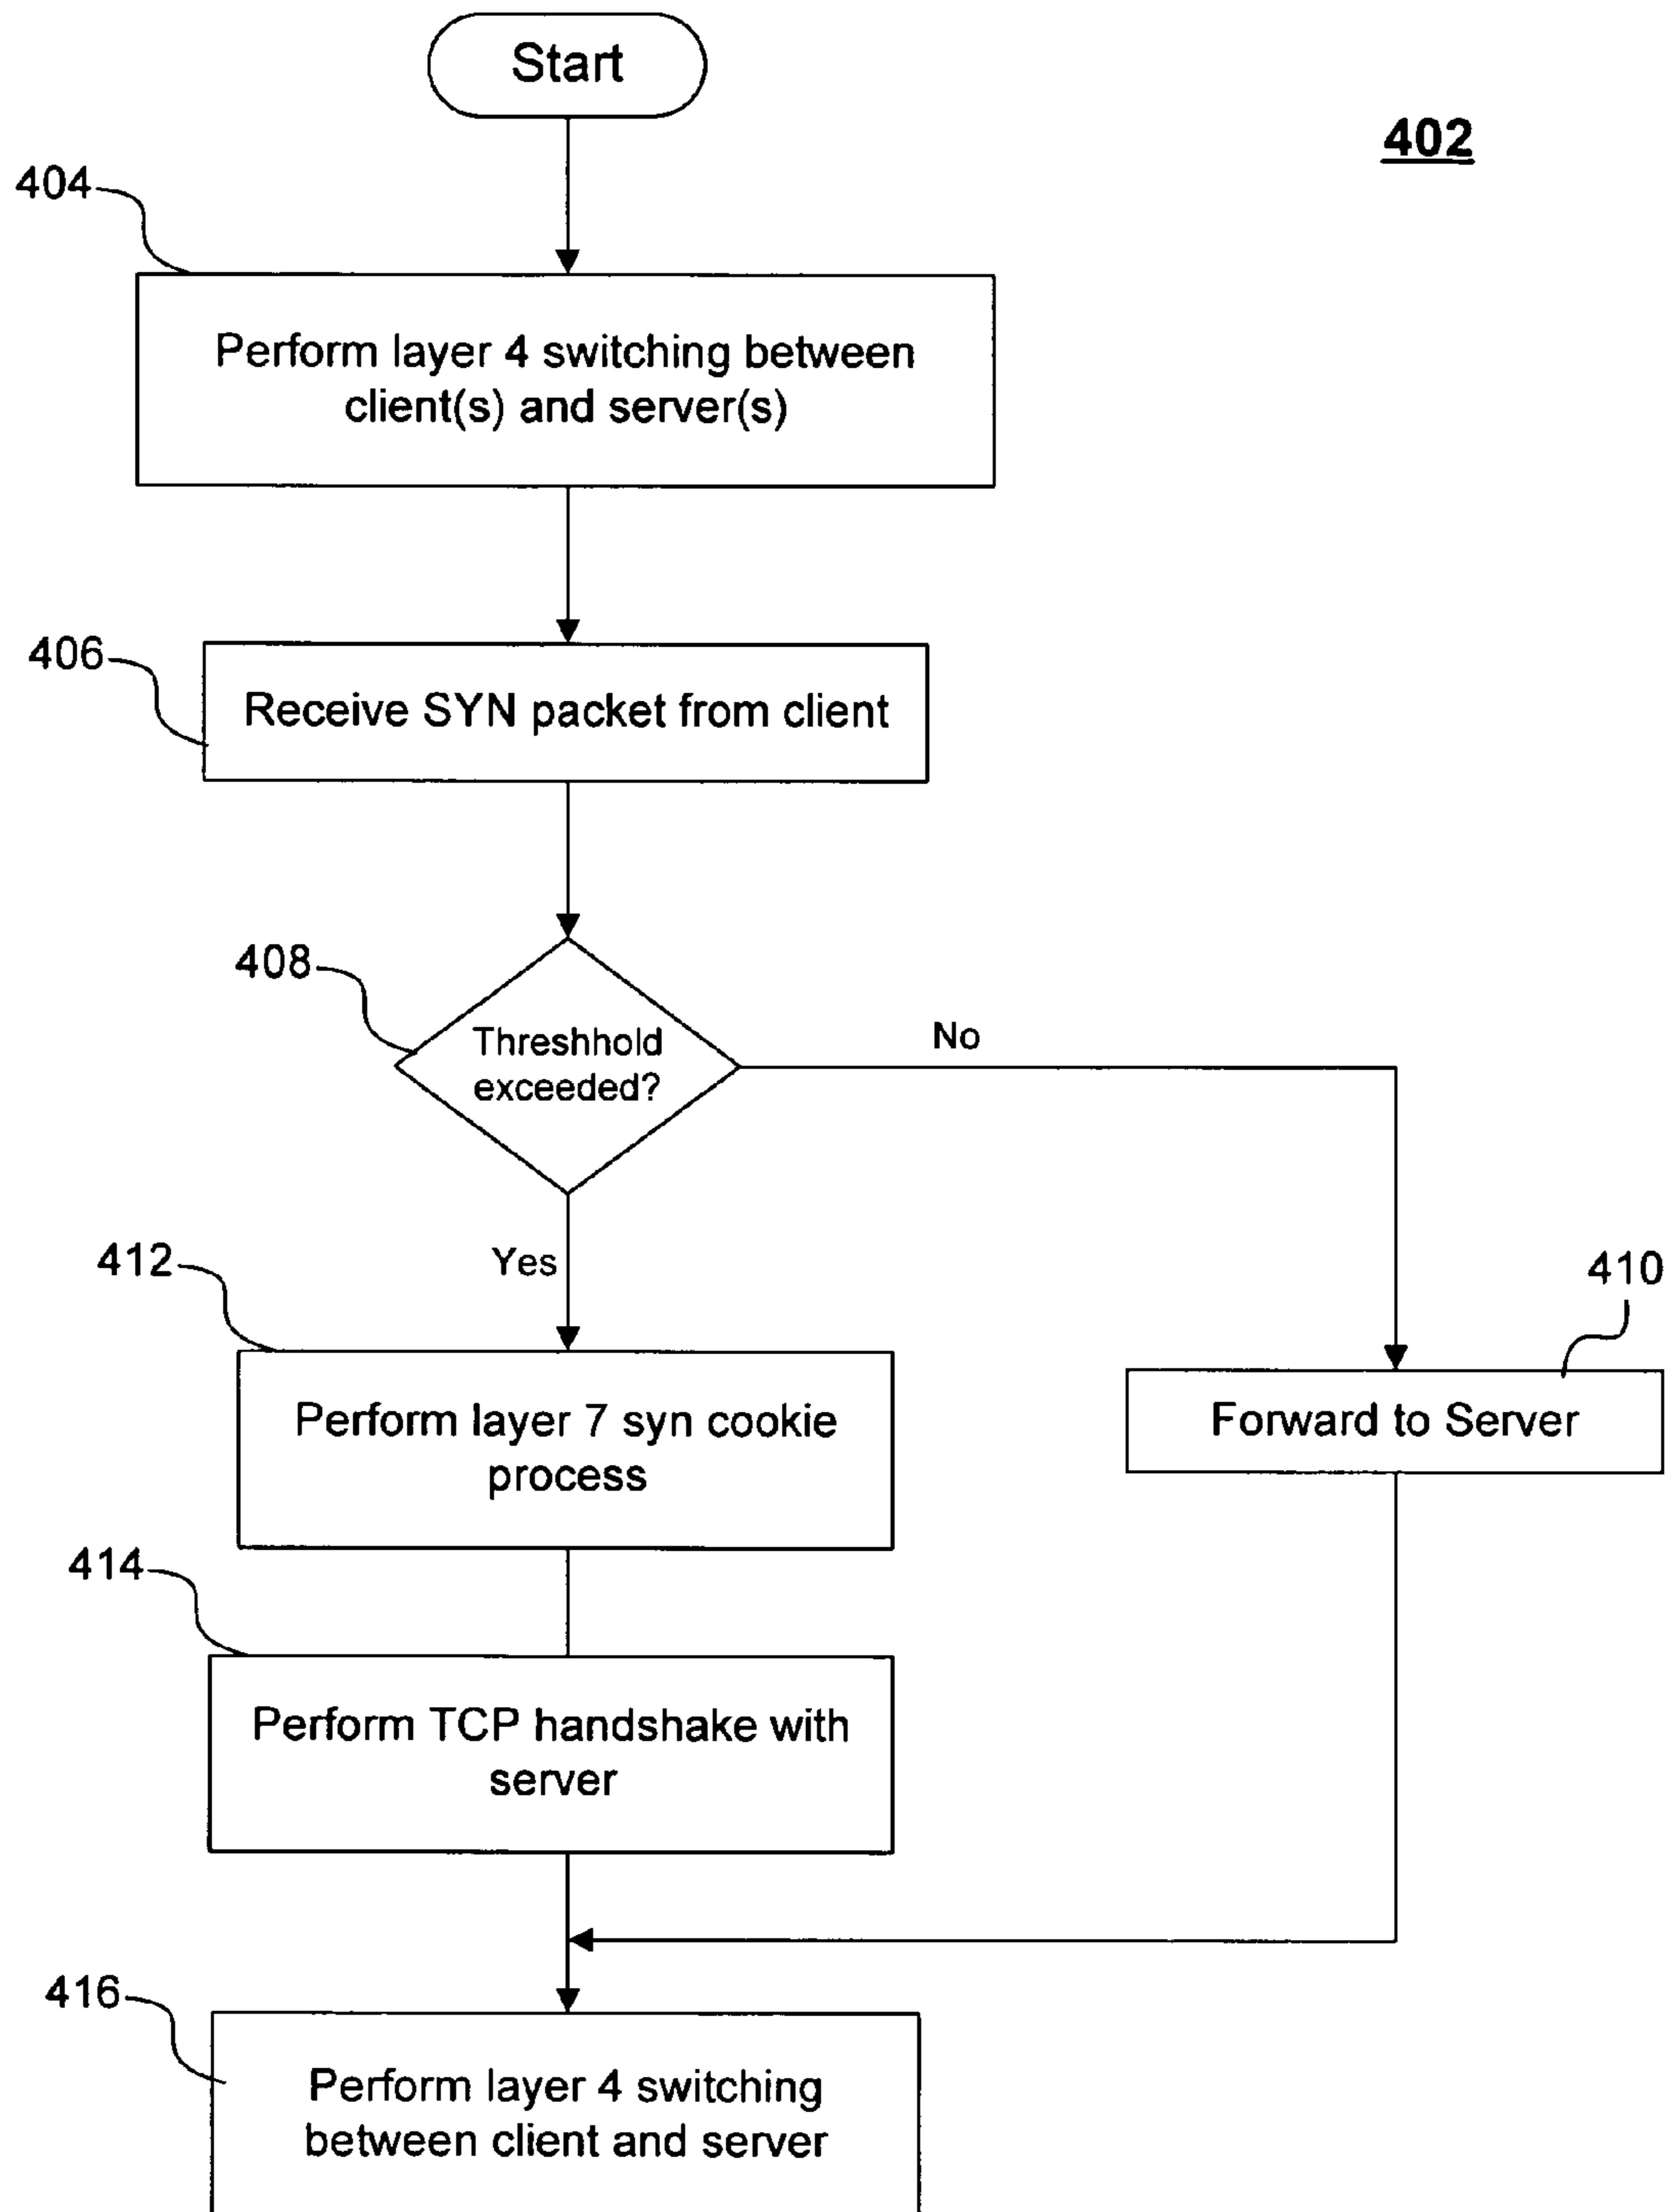 Start
402
404
Perform layer 4 switching between
client(s) and server(s)
406
Receive SYN packet from client
408
Threshhold
exceeded?
No
Yes
412
410
Perform layer 7 syn cookie
process
Forward to Server
414
Perform TCP handshake with
server
416
Perform layer 4 switching
between client and server